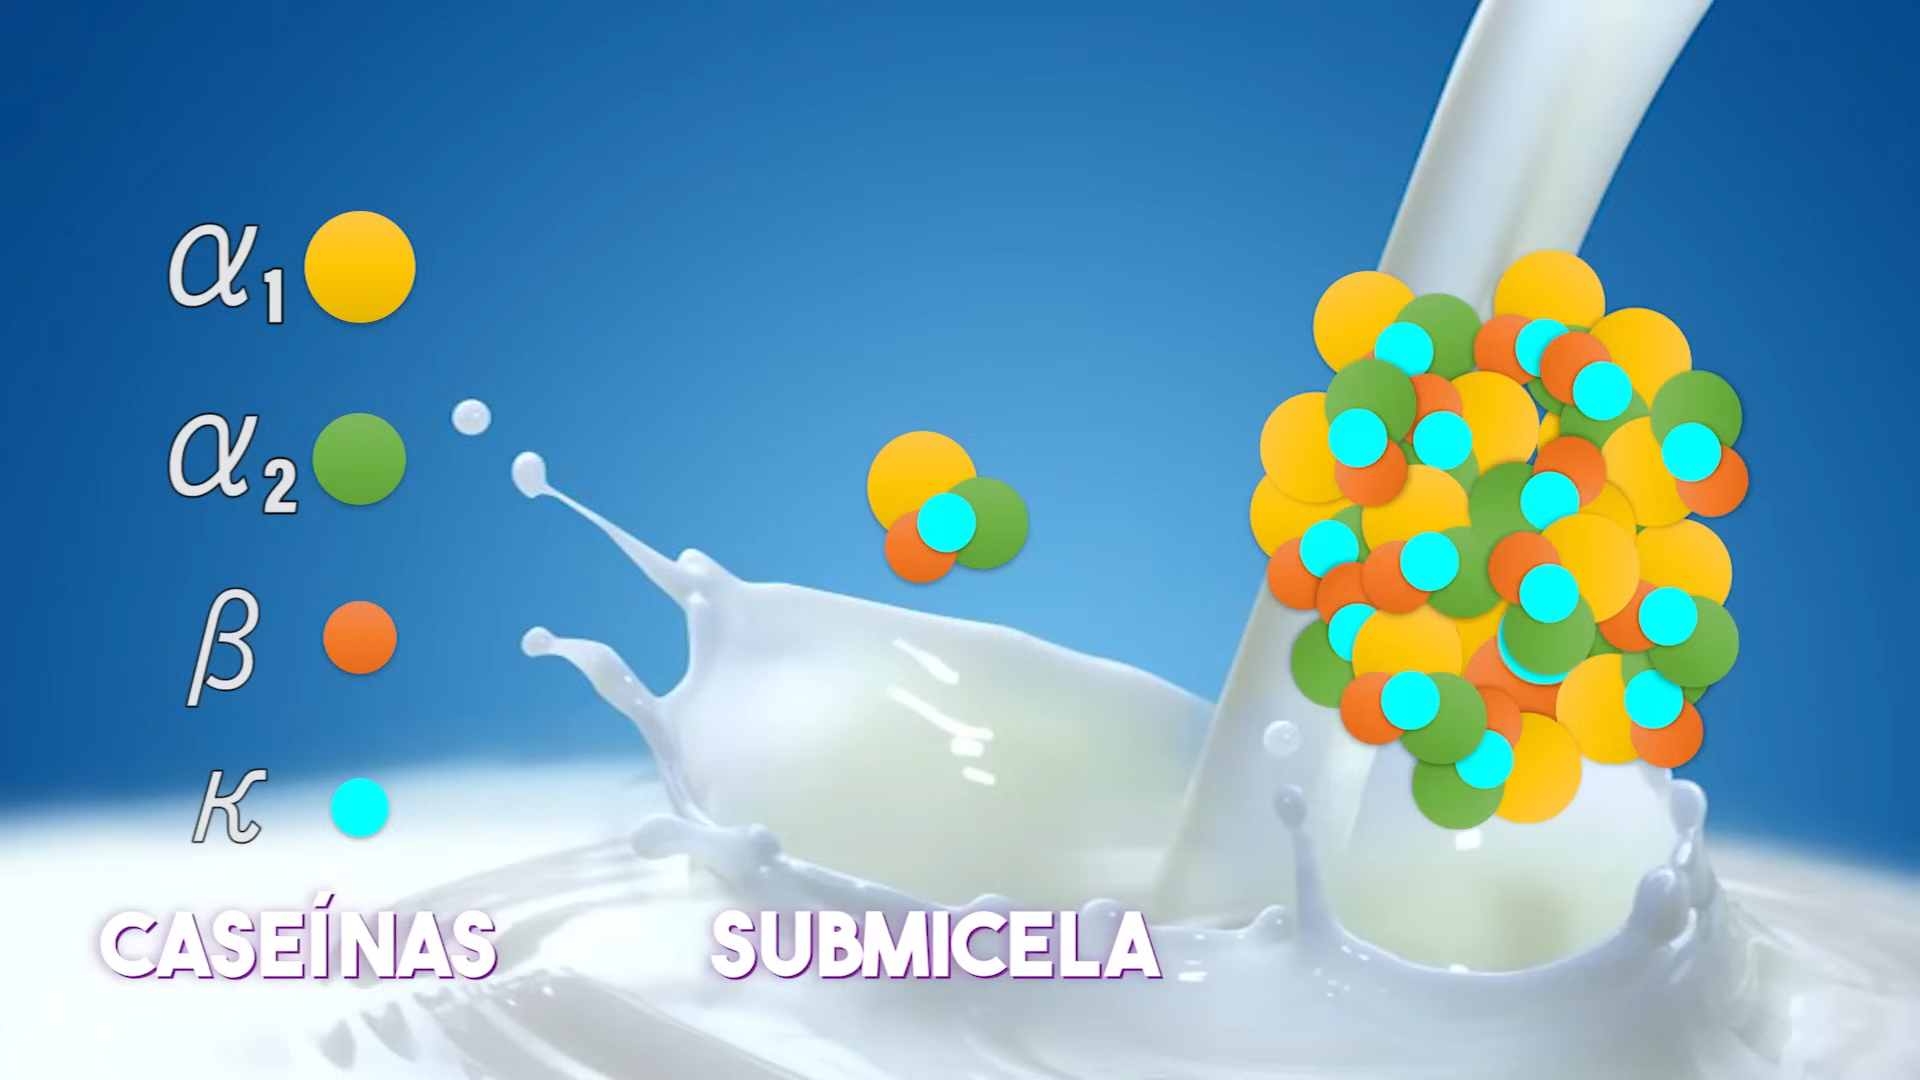 α1
α2
β
κ
CASEÍNAS
SUBMICELA